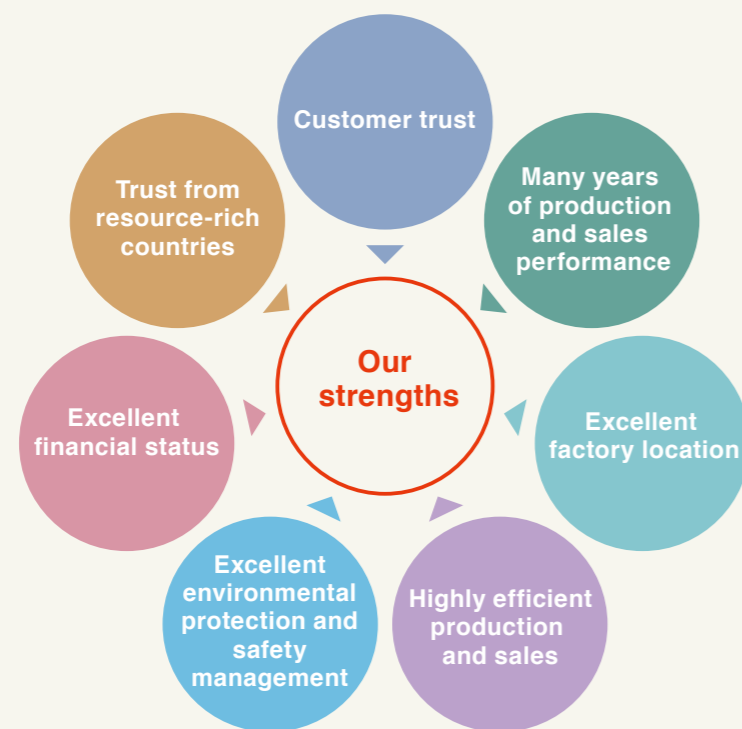 Customer trust
Many years
of production
and sales
performance
Excellent
factory location
Highly efficient
production
and sales
Excellent
environmental
protection and
safety
management
Excellent
financial status
Trust from
resource-rich
countries
Our
strengths